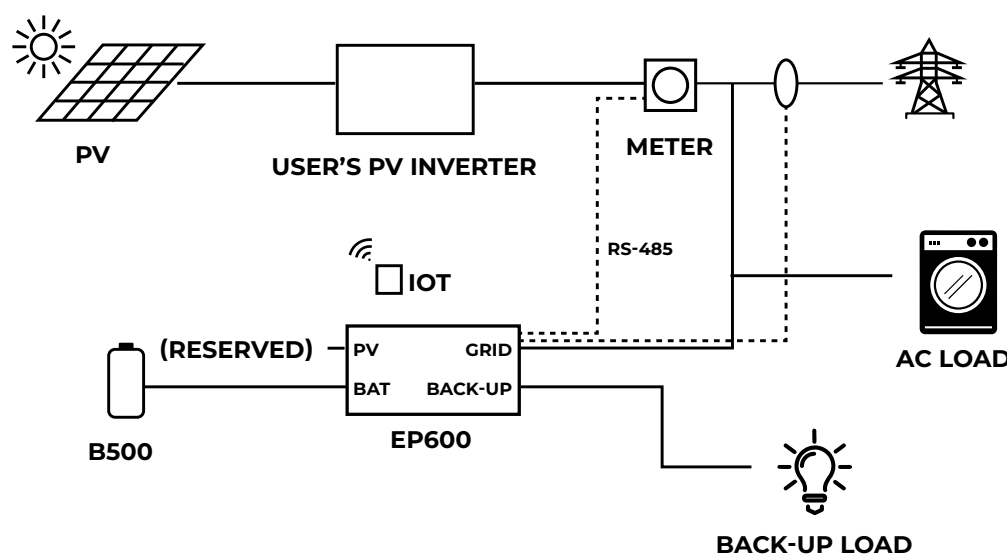 PV
USER'S PV INVERTER
METER
RS-485
IOT
AC LOAD
(RESERVED)
PV
GRID
BAT
BACK-UP
EP600
B500
BACK-UP LOAD